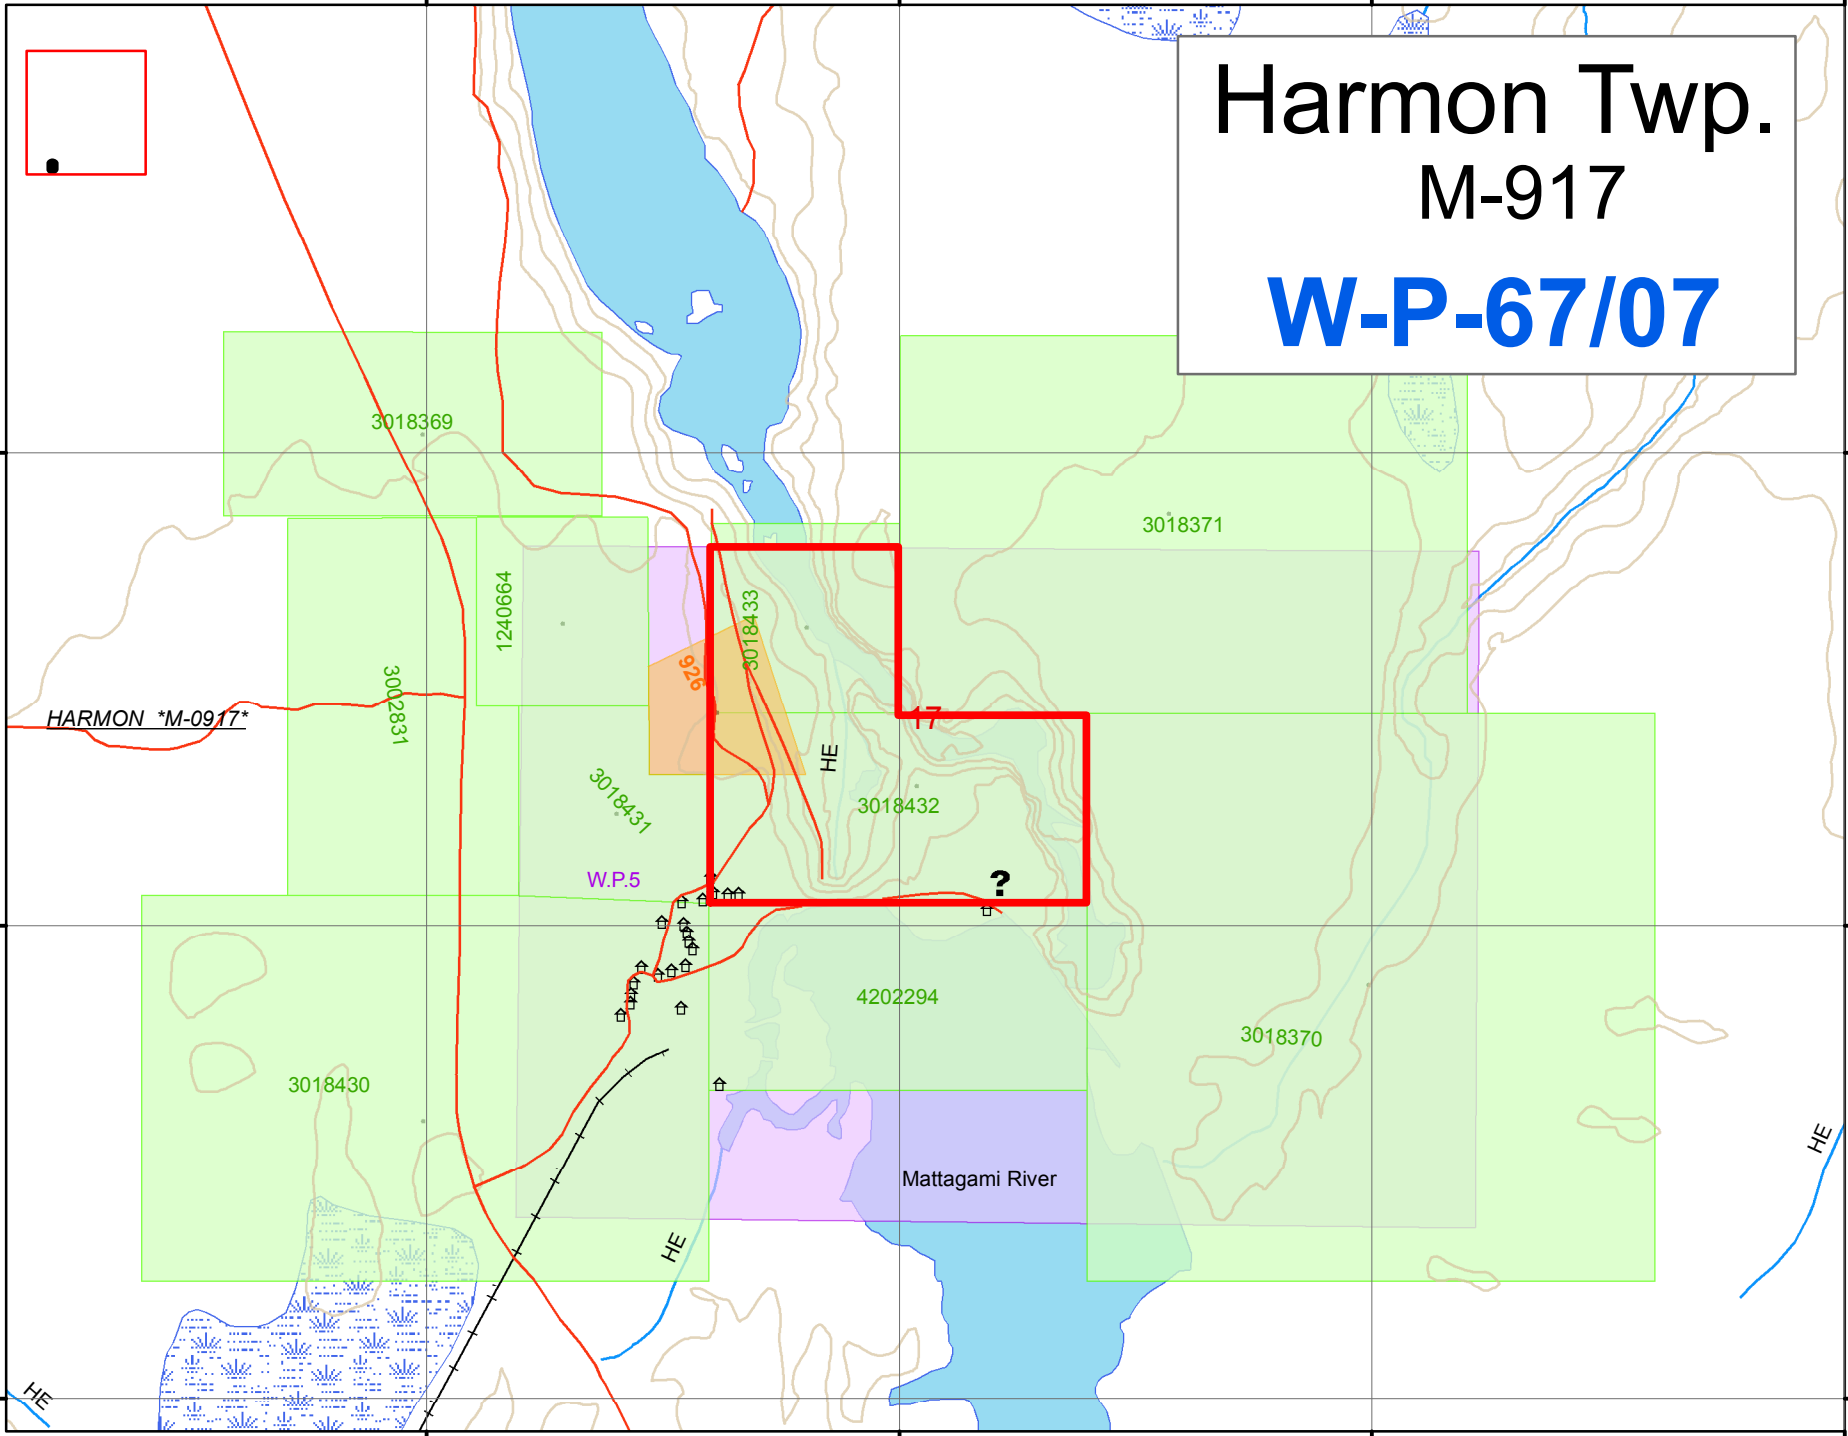 Harmon Twp.
M-917
W-P-67/07
3018369
3018371
1240664
3018433
926
3002831
HARMON *M-0917*
17
HE
3018431
3018432
W.P.5
?
4202294
3018370
3018430
HE
Mattagami River
HE
HE